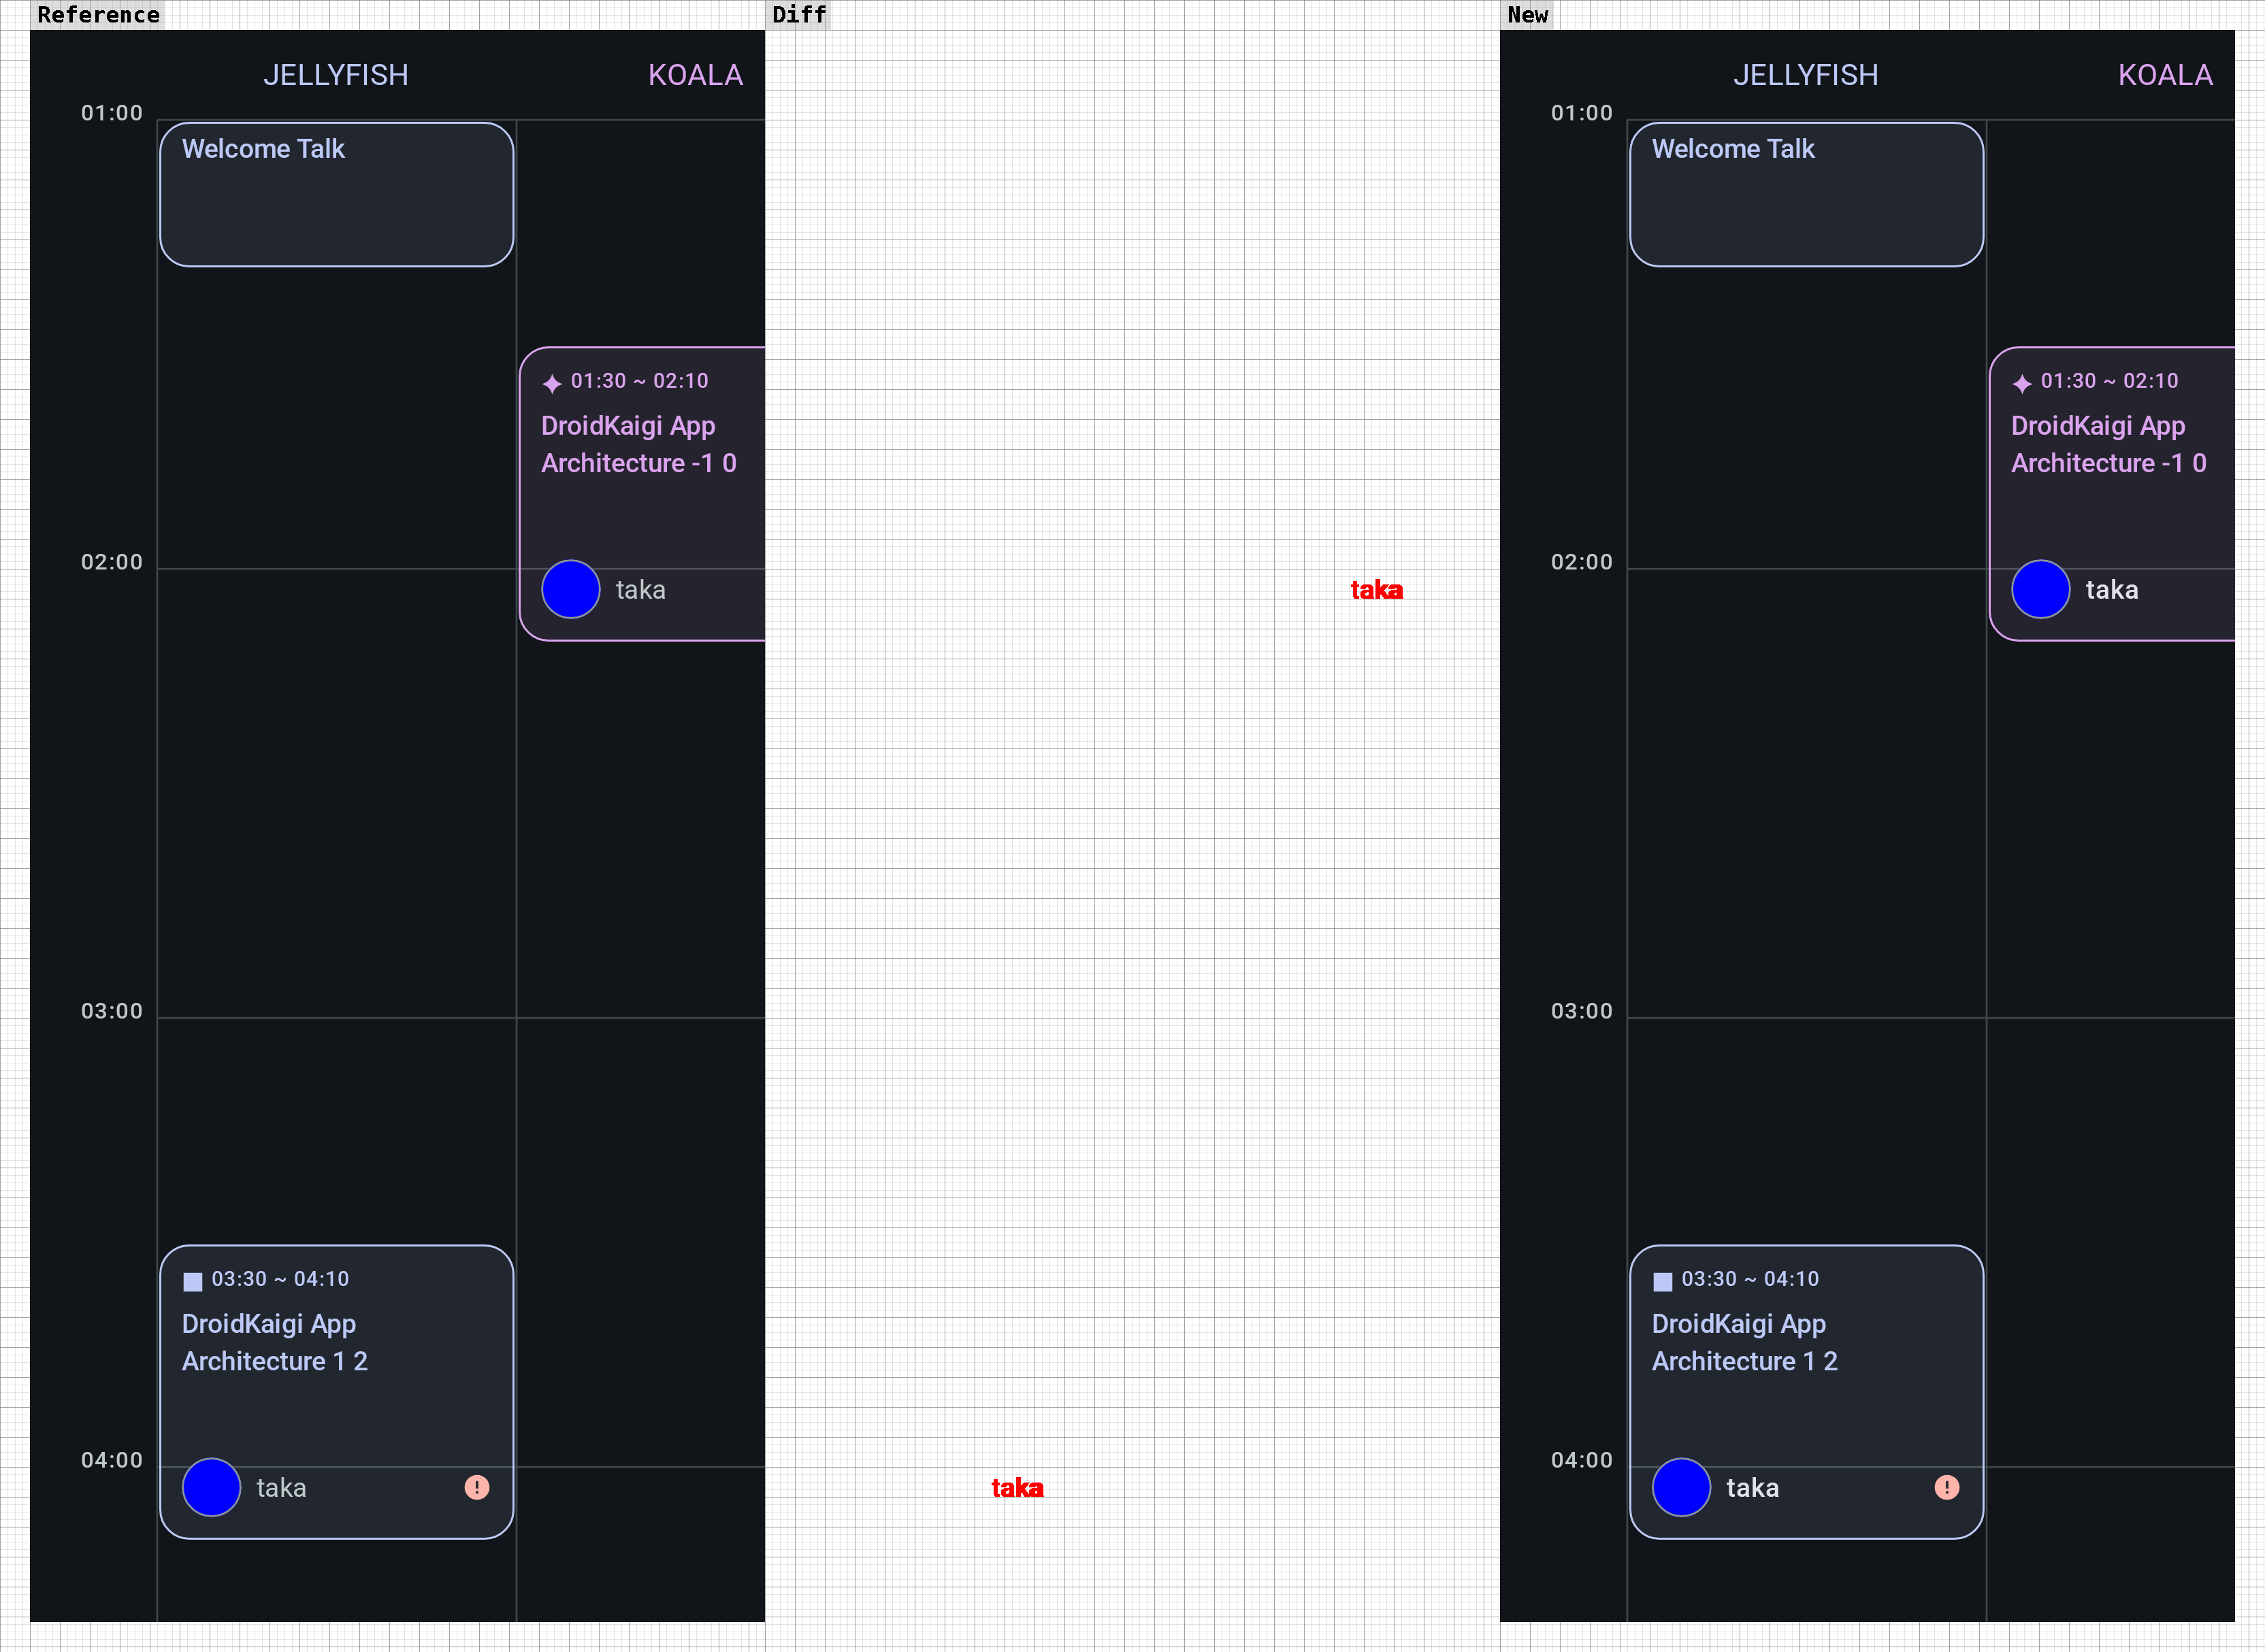 Reference
JELLYFISH
KOALA
01:00
Welcome Talk
01:30 ~ 02:10
DroidKaigi App
Architecture -1 0
02:00
taka
03:00
03:30 ~ 04:10
DroidKaigi App
Architecture 1 2
04:00
taka
!
Diff
taka
taka
New
JELLYFISH
KOALA
01:00
Welcome Talk
01:30 ~ 02:10
DroidKaigi App
Architecture -1 0
02:00
taka
03:00
03:30 ~ 04:10
DroidKaigi App
Architecture 1 2
04:00
taka
!